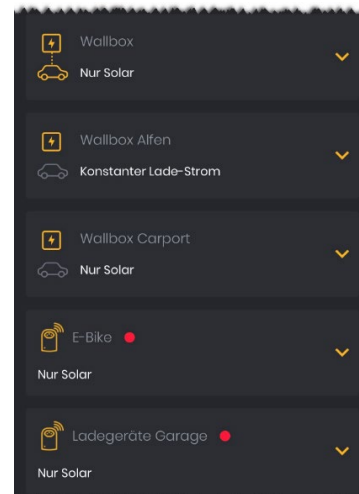 Wallbox
Nur Solar
Wallbox Alfen
Konstanter Lade-Strom
Wallbox Carport
Nur Solar
E-Bike
Nur Solar
Ladegeräte Garage
Nur Solar